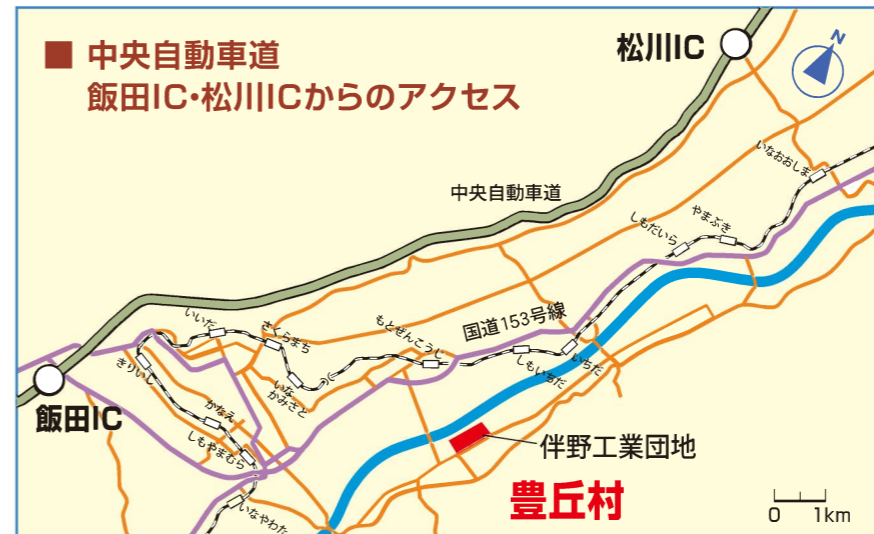 ■ 中央自動車道
飯田IC・松川ICからのアクセス
松川IC
N
いなおおしま
中央自動車道
やまぶき
しもだいら
国道153号線
いいだ
さくらまち
もとぜんこうじ
いちだ
しもいちだ
きりいし
いな
かみさと
飯田IC
かなえ
しもやまむら
伴野工業団地
豊丘村
いなやわた
0 1km